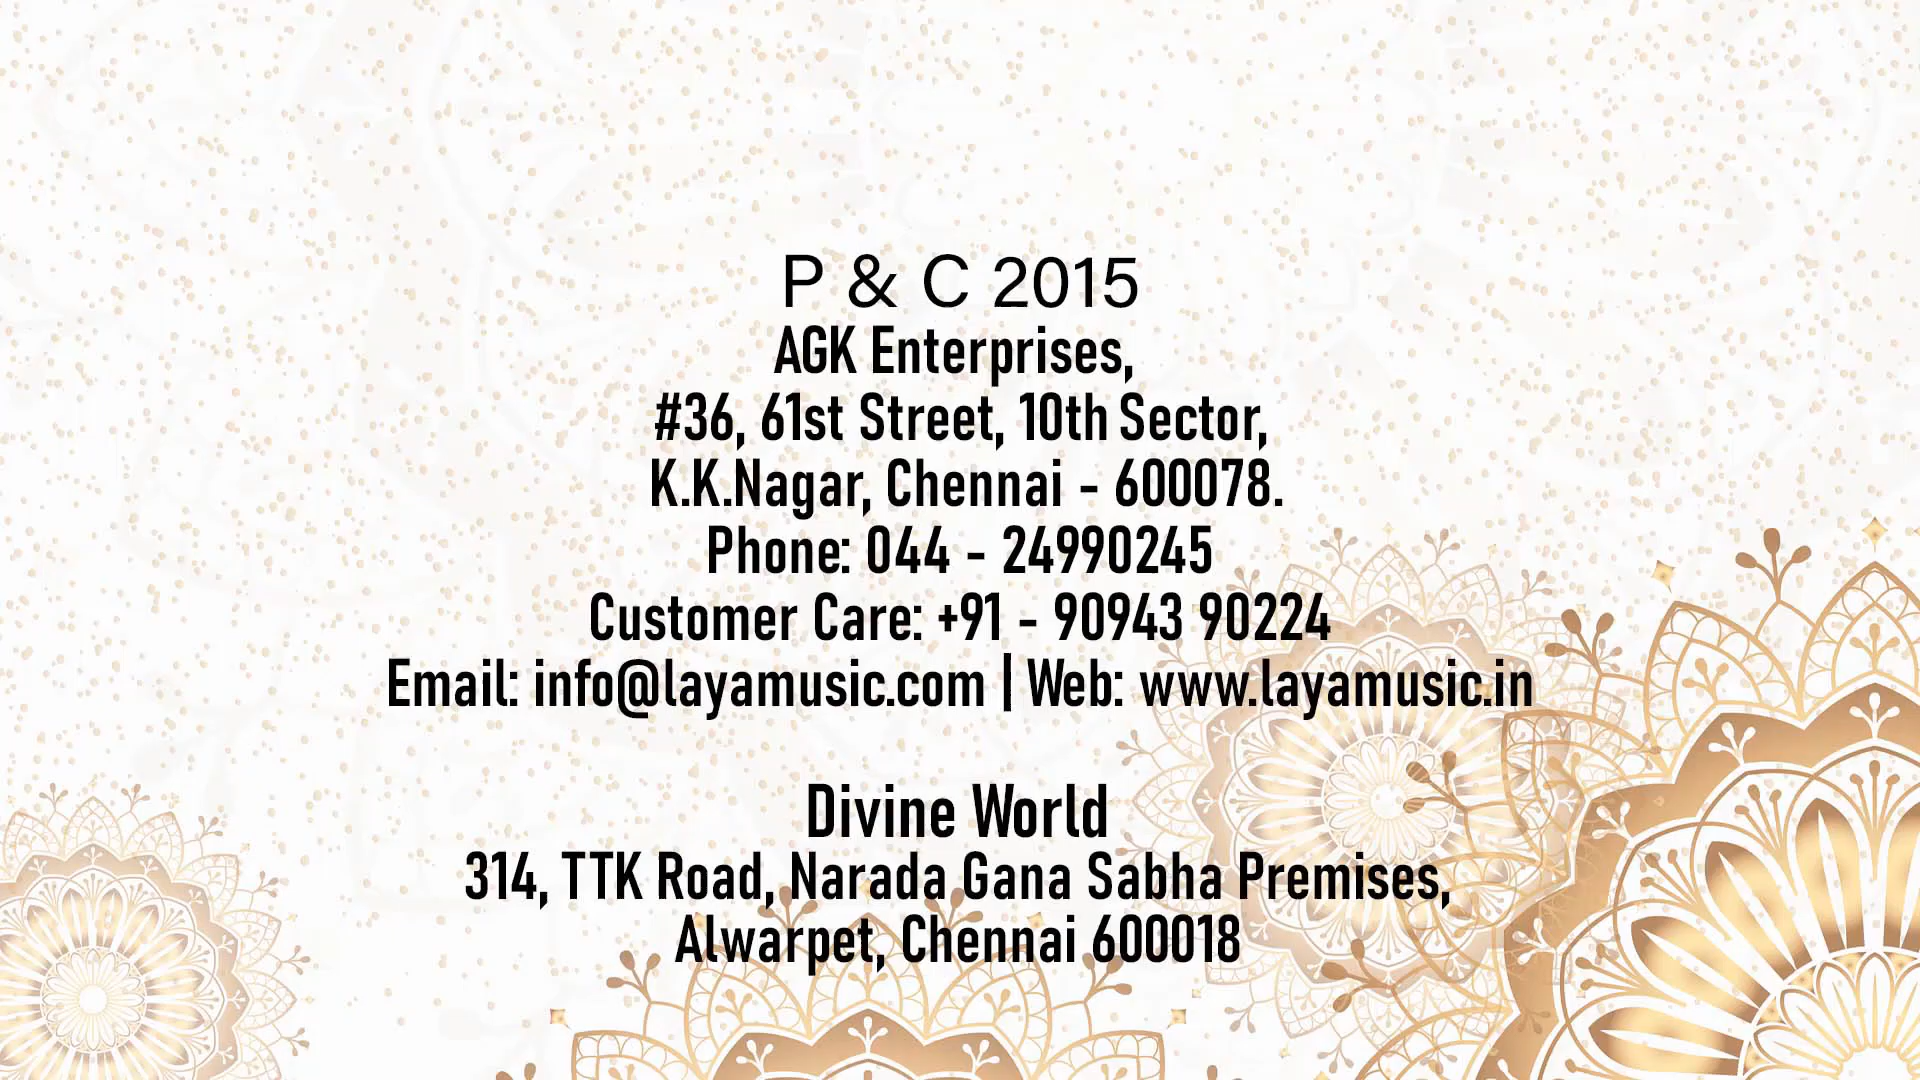 P & C 2015
AGK Enterprises,
#36, 61st Street, 10th Sector,
K.K.Nagar, Chennai - 600078.
Phone: 044 - 24990245
Customer Care: +91 - 90943 90224
Email: info@layamusic.com | Web: www.layamusic.in
Divine World
314, TTK Road, Narada Gana Sabha Premises,
Alwarpet, Chennai 600018